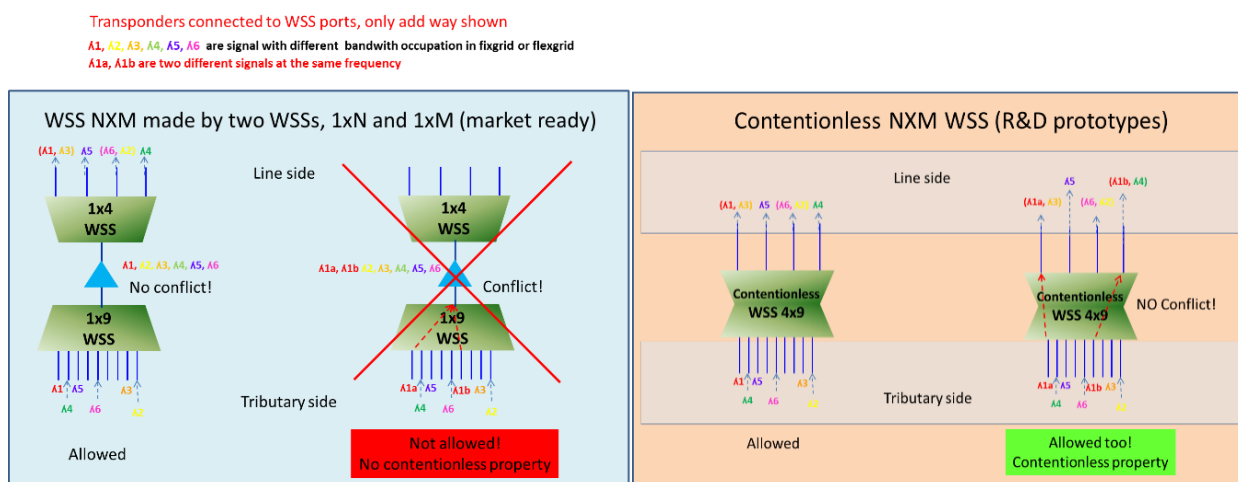 Transponders connected to WSS ports, only add way shown
λ1, λ2, λ3, λ4, λ5, λ6 are signal with different bandwith occupation in fixgrid or flexgrid
λ1a, λ1b are two different signals at the same frequency
WSS NXM made by two WSSs, 1xN and 1xM (market ready)
(λ1, λ3) λ5 (λ6, λ2) λ4
Line side
1x4
WSS
1x4
WSS
λ1, λ2, λ3, λ4, λ5, λ6
No conflict!
λ1a, λ1b λ2, λ3, λ4, λ5, λ6
Conflict!
1x9
WSS
1x9
WSS
λ1 λ5 λ3
λ4 λ6 λ2
λ1a λ5 λ1b λ3
λ4 λ6 λ2
Tributary side
Allowed
Not allowed!
No contentionless property
Contentionless NXM WSS (R&D prototypes)
Line side
(λ1, λ3) λ5 (λ6, λ2) λ4
λ5 (λ1b, λ4)
(λ1a, λ3) (λ6, λ2)
Contentionless
WSS 4x9
Contentionless
WSS 4x9
NO Conflict!
λ1 λ5 λ3
λ4 λ6 λ2
λ1a λ5 λ1b λ3
λ4 λ6 λ2
Tributary side
Allowed
Allowed too!
Contentionless property